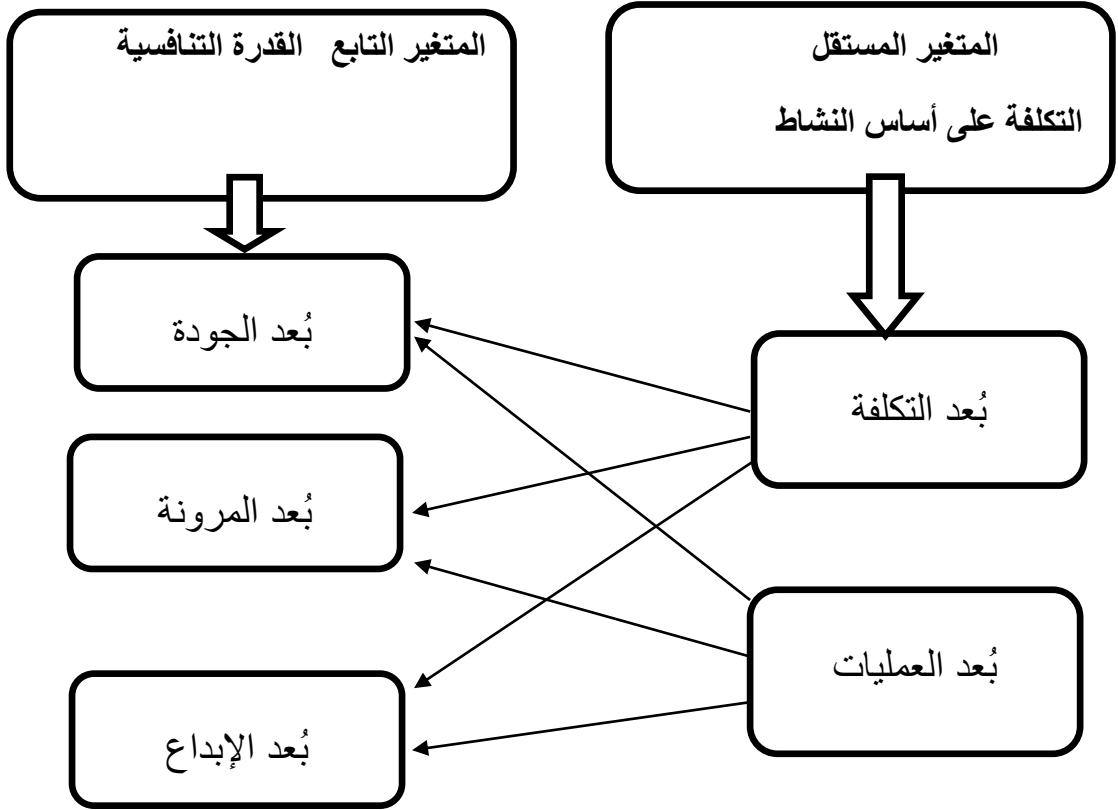 المتغير المستقل
التكلفة على أساس النشاط
المتغير التابع القدرة التنافسية
بُعد التكلفة
بُعد العمليات
بُعد الجودة
بُعد المرونة
بُعد الإبداع